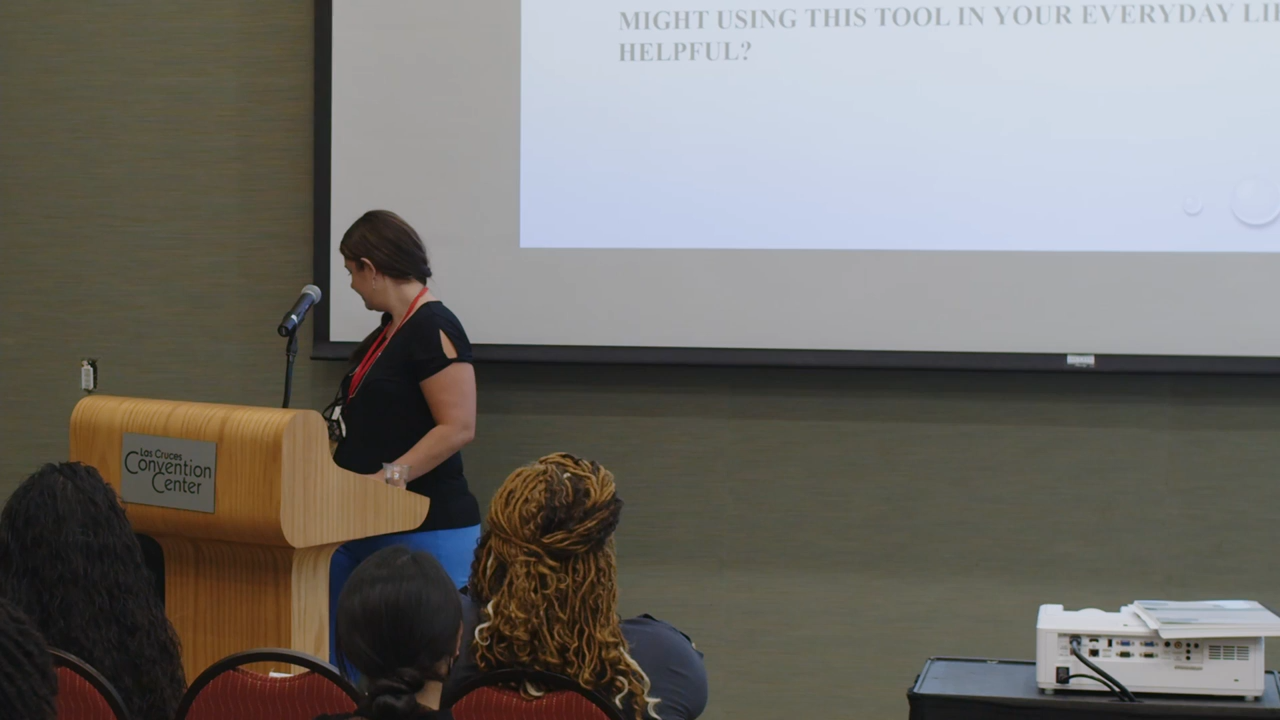 MIGHT USING THIS TOOL IN YOUR EVERYDAY
HELPFUL?
Las Cruces
Convention
Center